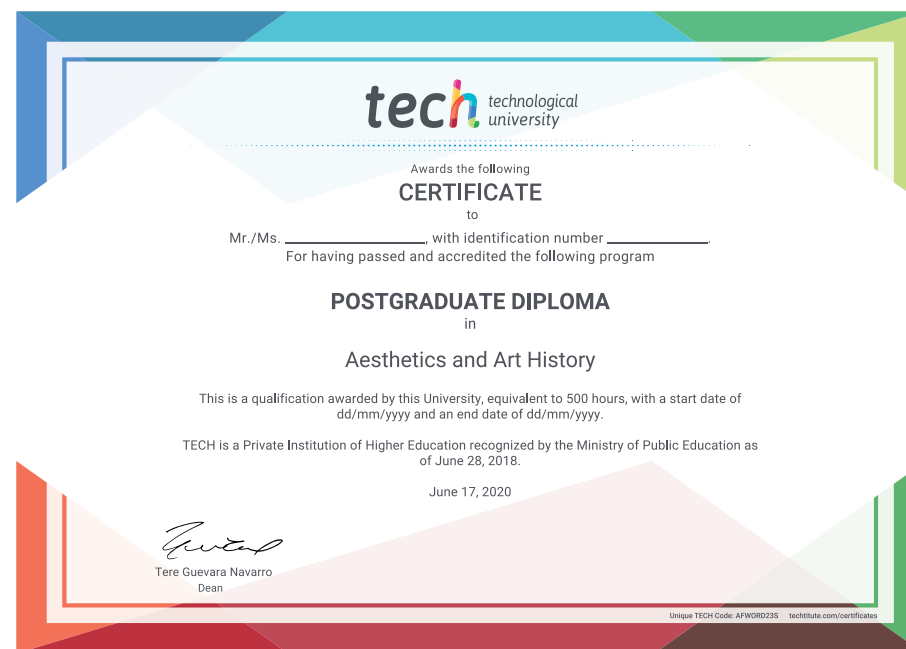 tech technological
university
Awards the following
CERTIFICATE
to
Mr./Ms. ____________________, with identification number ______________.
For having passed and accredited the following program
POSTGRADUATE DIPLOMA
in
Aesthetics and Art History
This is a qualification awarded by this University, equivalent to 500 hours, with a start date of
dd/mm/yyyy and an end date of dd/mm/yyyy.
TECH is a Private Institution of Higher Education recognized by the Ministry of Public Education as
of June 28, 2018.
June 17, 2020
Tere Guevara Navarro
Dean
Unique TECH Code: AFWORD23S techtitute.com/certificates